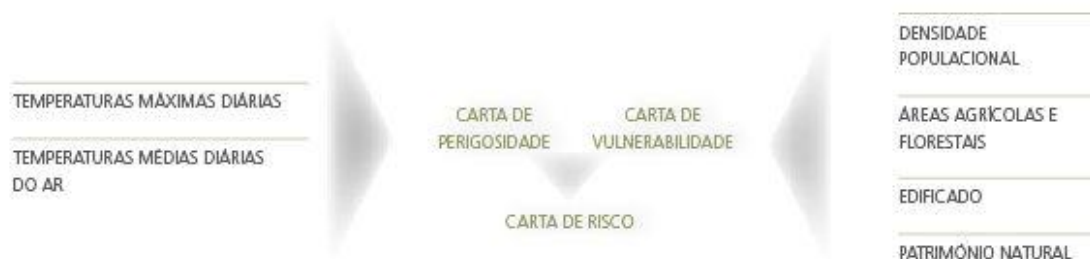 TEMPERATURAS MÁXIMAS DIÁRIAS
TEMPERATURAS MÉDIAS DIÁRIAS
DO AR
CARTA DE
PERIGOSIDADE
CARTA DE
VULNERABILIDADE
CARTA DE RISCO
DENSIDADE
POPULACIONAL
ÁREAS AGRÍCOLAS E
FLORESTAIS
EDIFICADO
PATRIMÓNIO NATURAL